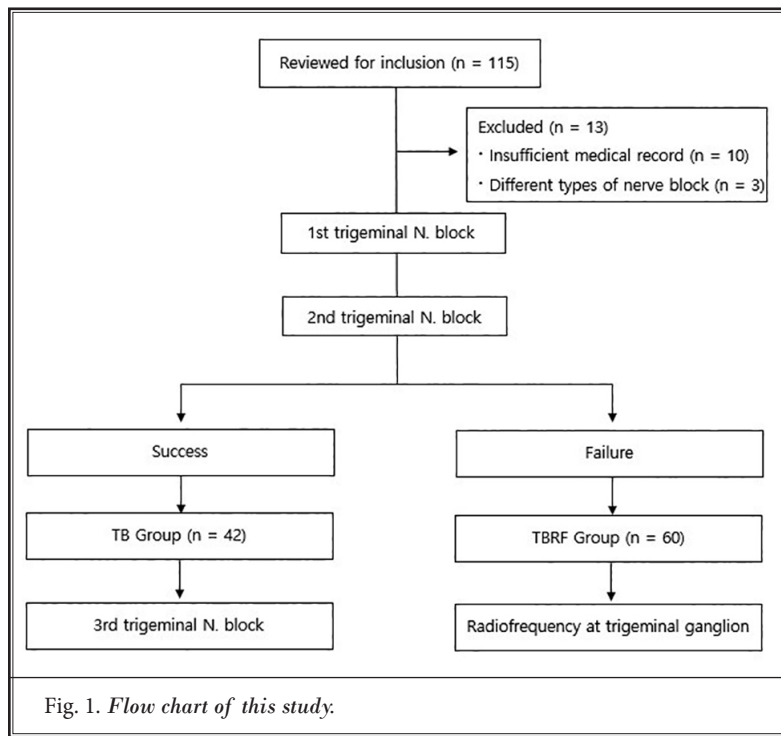 Reviewed for inclusion (n = 115)
Excluded (n = 13)
· Insufficient medical record (n = 10)
· Different types of nerve block (n = 3)
1st trigeminal N. block
2nd trigeminal N. block
Success
Failure
TB Group (n = 42)
TBRF Group (n = 60)
3rd trigeminal N. block
Radiofrequency at trigeminal ganglion
Fig. 1. Flow chart of this study.